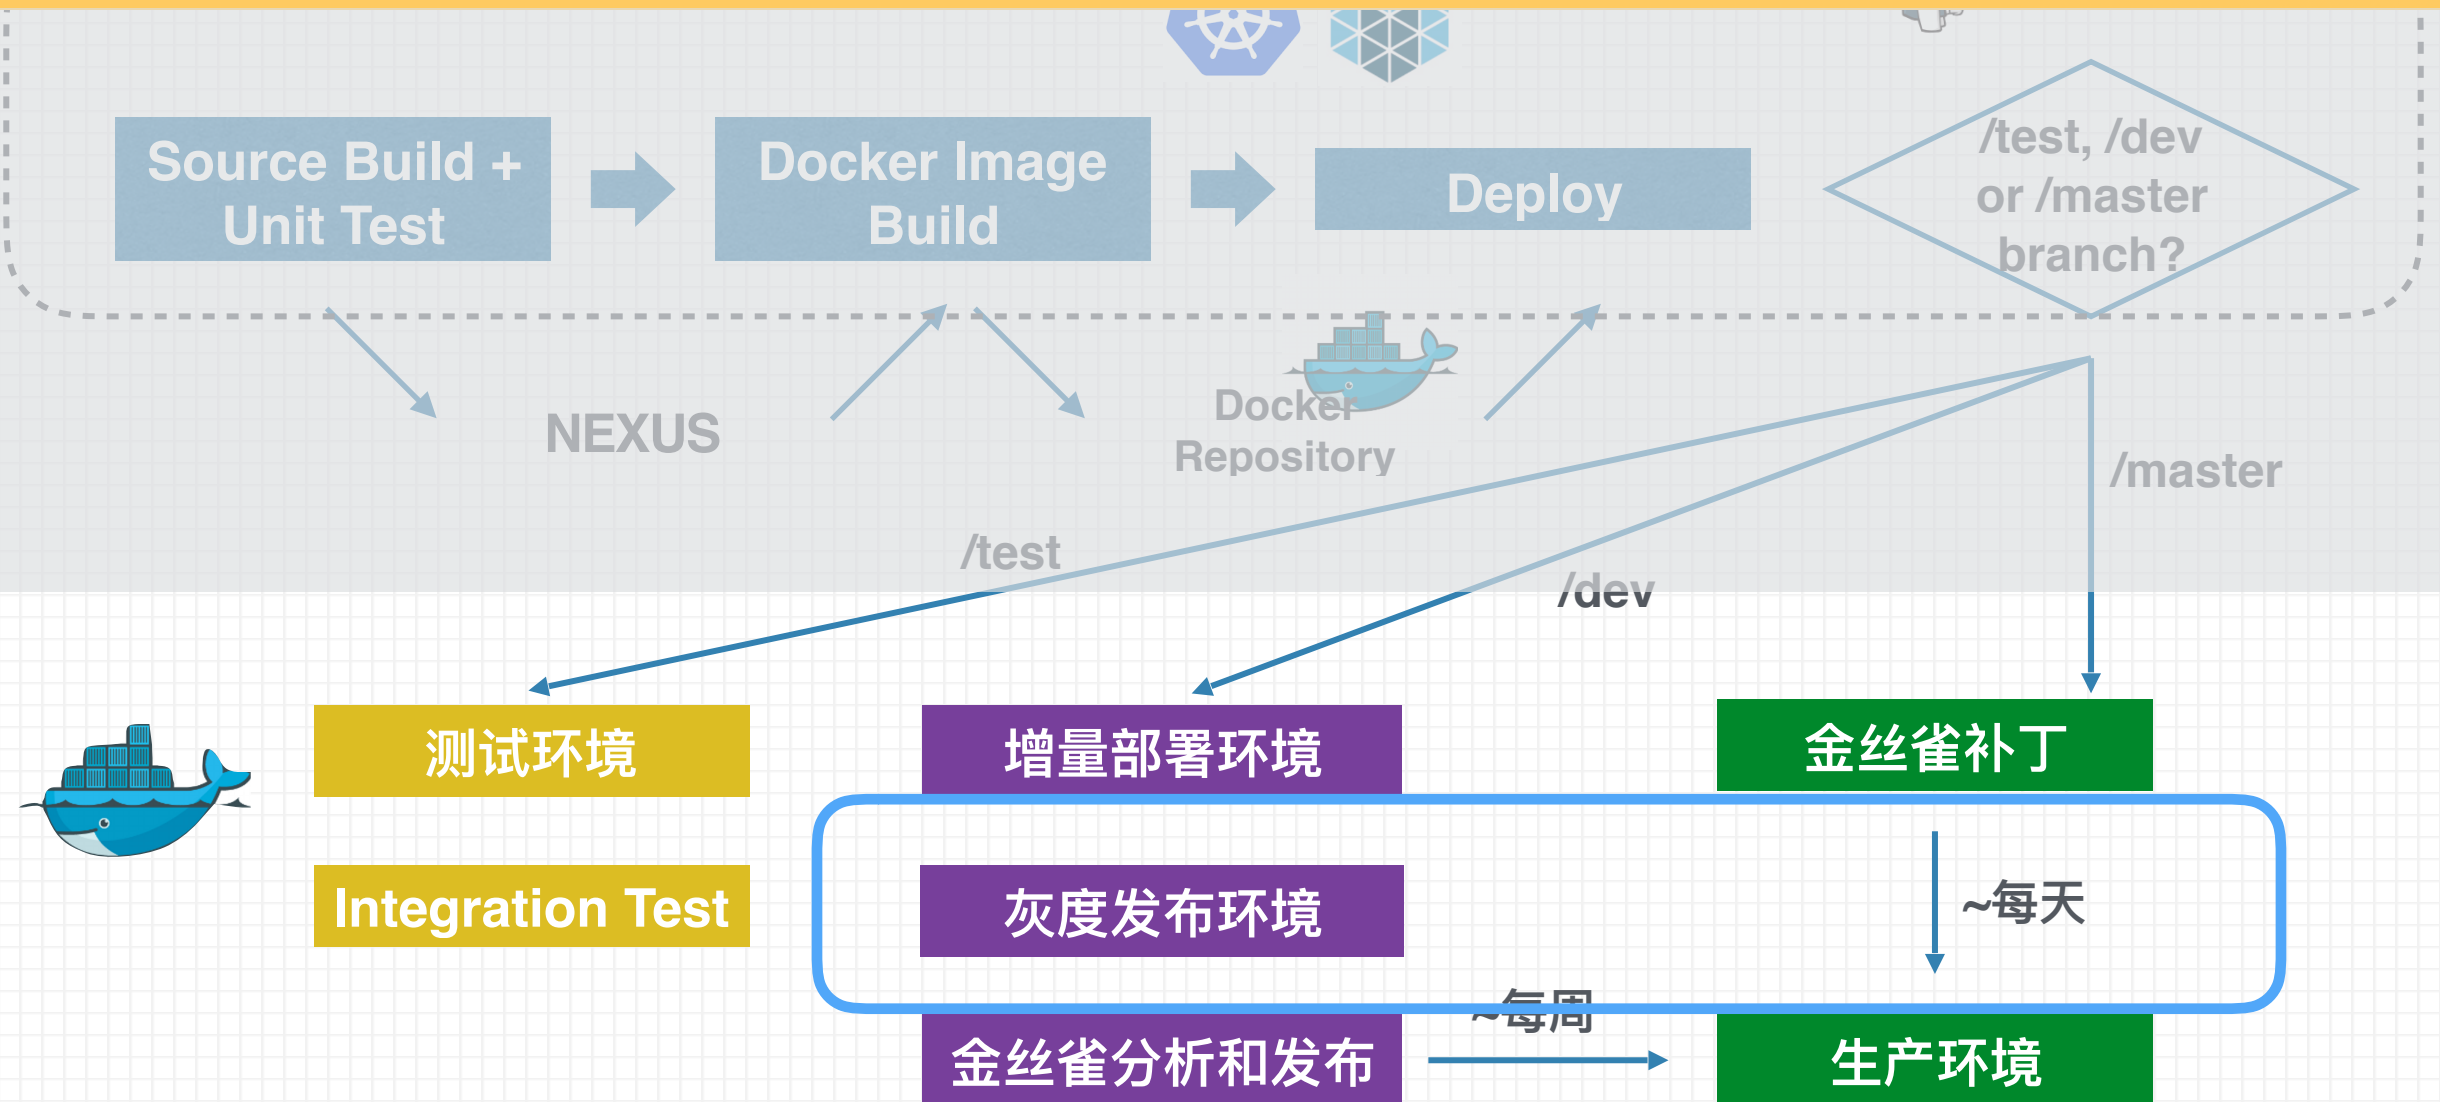 Source Build +
Unit Test
Docker Image
Build
Deploy
/test, /dev
or /master
branch?
NEXUS
Docker
Repository
/master
/test
/dev
测试环境
增量部署环境
金丝雀补丁
Integration Test
灰度发布环境
~每天
~每周
金丝雀分析和发布
生产环境